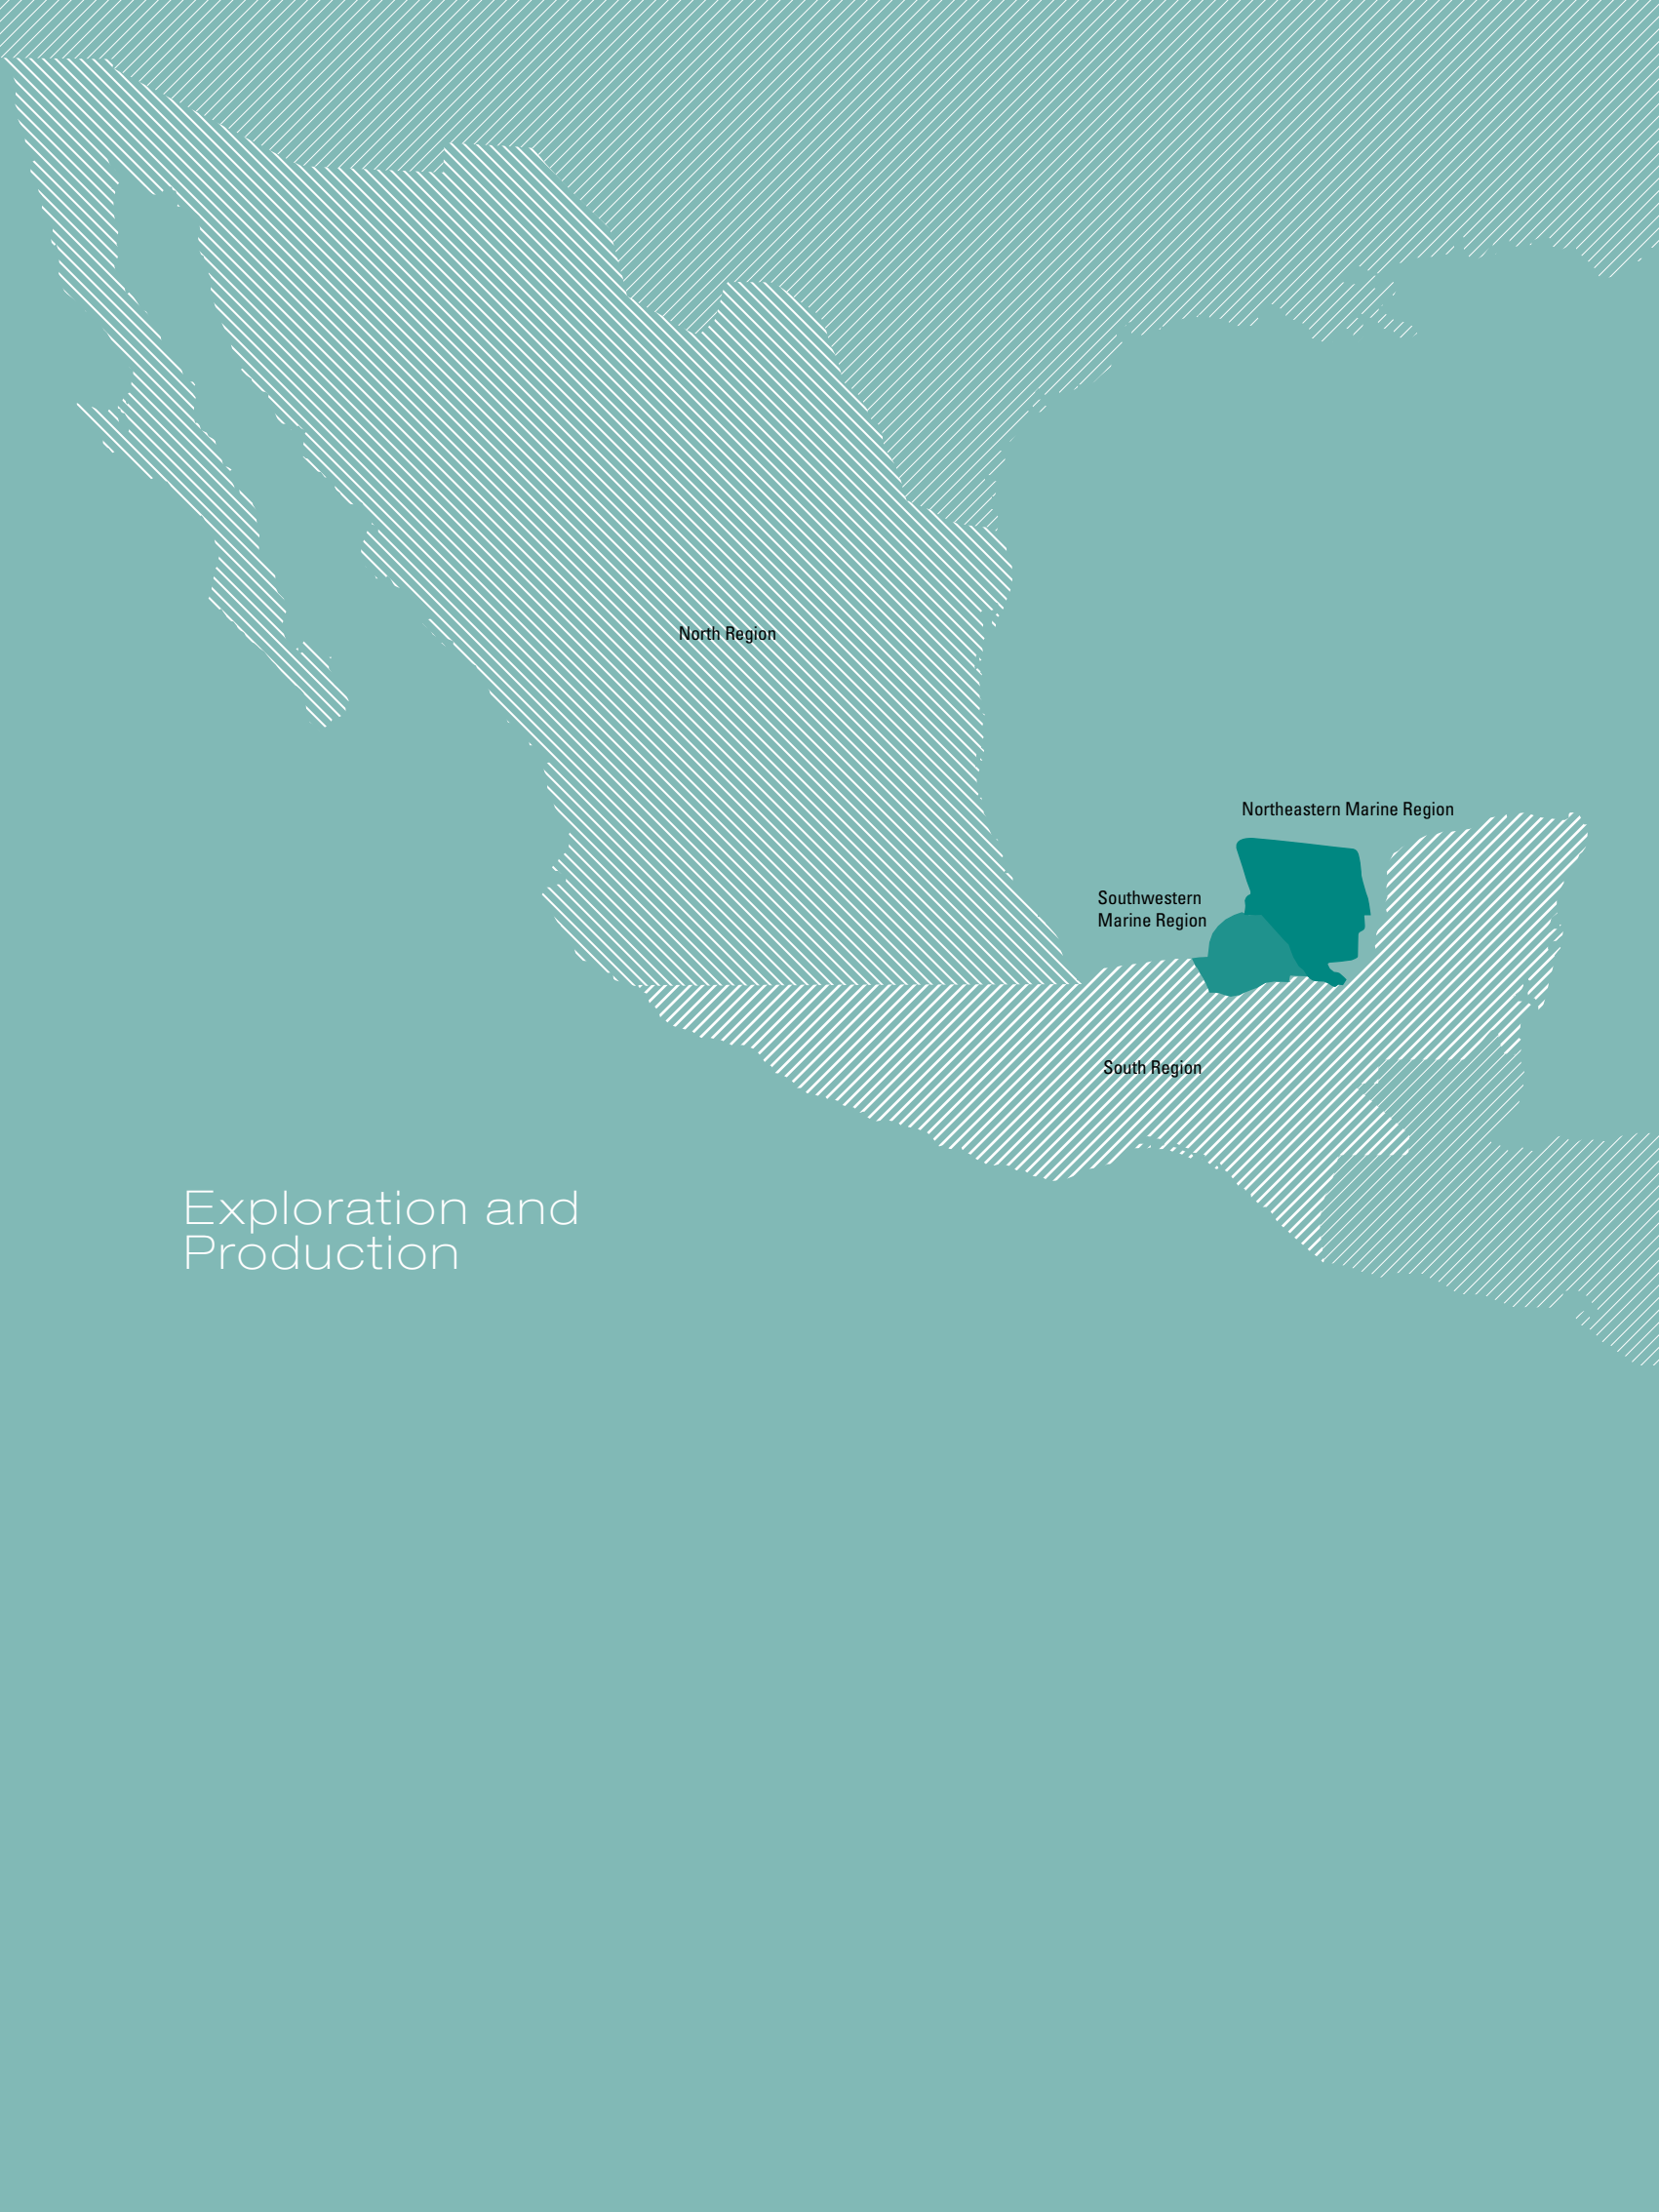 North Region
Northeastern Marine Region
Southwestern
Marine Region
South Region
Exploration and
Production